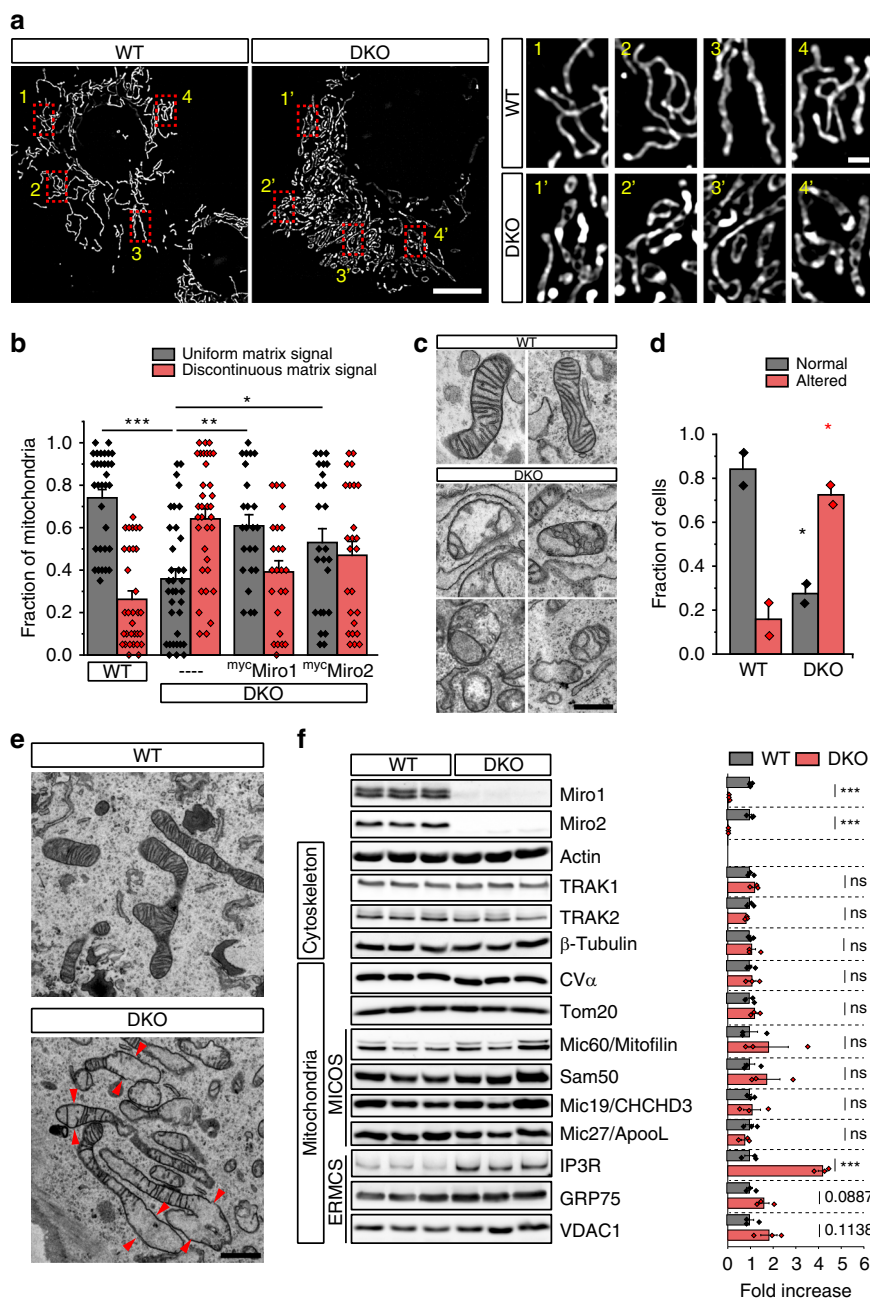 a
WT
DKO
1
2
3
4
1'
2'
3'
4'
WT
1
2
3
4
DKO
1'
2'
3'
4'
b
Uniform matrix signal
Discontinuous matrix signal
***
**
*
Fraction of mitochondria
1.0
0.8
0.6
0.4
0.2
0.0
WT
----
mycMiro1
mycMiro2
DKO
c
WT
DKO
d
Normal
Altered
Fraction of cells
1.0
0.8
0.6
0.4
0.2
0.0
*
*
WT
DKO
e
WT
DKO
f
WT
DKO
Miro1
Miro2
Actin
TRAK1
TRAK2
β-Tubulin
CVα
Tom20
Mic60/Mitofilin
Sam50
Mic19/CHCHD3
Mic27/ApooL
IP3R
GRP75
VDAC1
Cytoskeleton
Mitochondria
MICOS
ERMCS
WT
DKO
***
***
ns
ns
ns
ns
ns
ns
ns
ns
ns
***
0.0887
0.1138
0 1 2 3 4 5 6
Fold increase